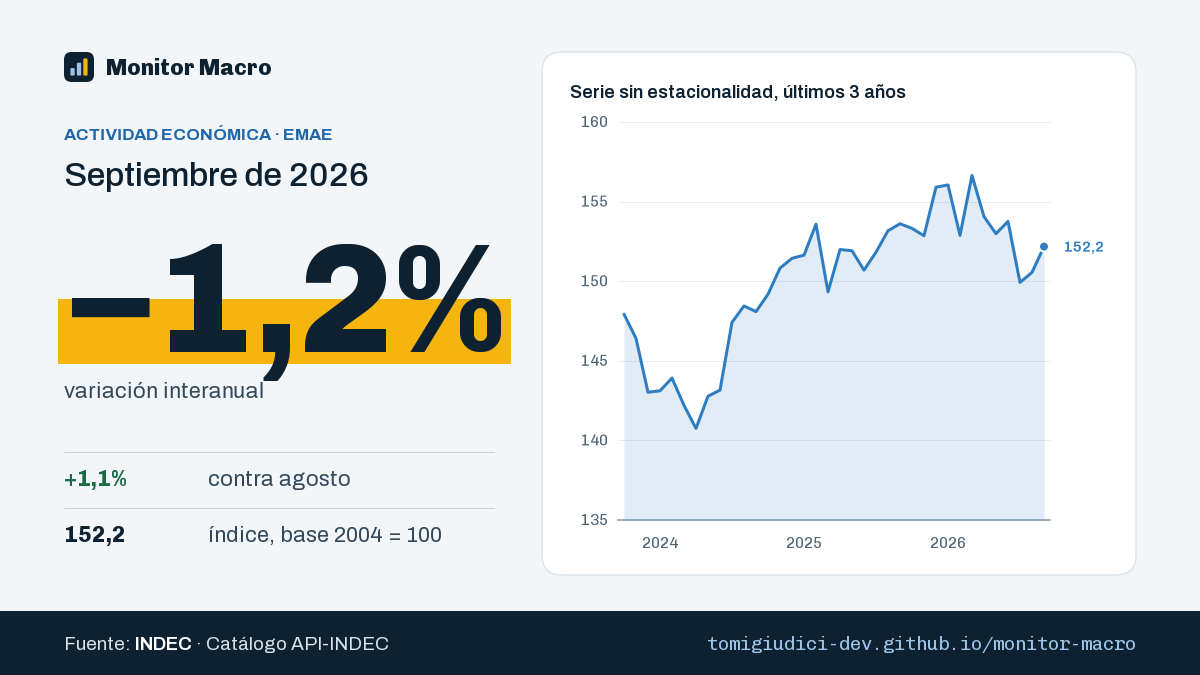 Monitor Macro
ACTIVIDAD ECONÓMICA · EMAE
Septiembre de 2026
−1,2%
variación interanual
+1,1% contra agosto
152,2 índice, base 2004 = 100
Serie sin estacionalidad, últimos 3 años
160
155
150
145
140
135
152,2
2024 2025 2026
Fuente: INDEC · Catálogo API-INDEC
tomigiudici-dev.github.io/monitor-macro